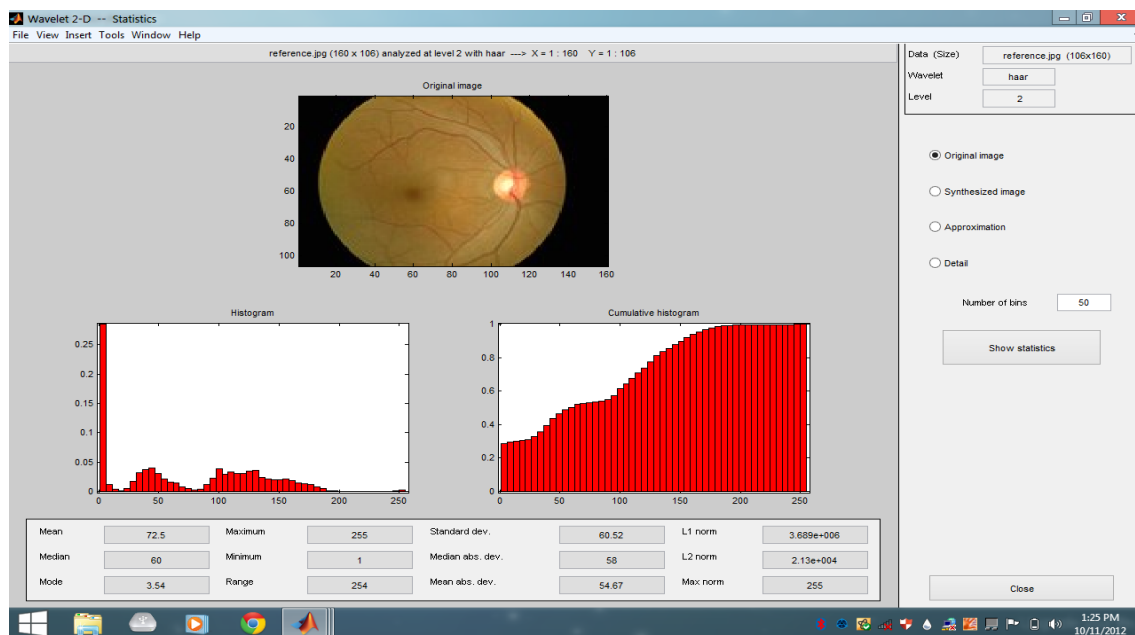 Wavelet 2-D -- Statistics
File View Insert Tools Window Help
reference.jpg (160 x 106) analyzed at level 2 with haar ---> X = 1 : 160 Y = 1 : 106
Original image
20
40
60
80
100
20 40 60 80 100 120 140 160
Histogram
0.25
0.2
0.15
0.1
0.05
0
0 50 100 150 200 250
Cumulative histogram
1
0.8
0.6
0.4
0.2
0
0 50 100 150 200 250
Mean 72.5 Maximum 255 Standard dev. 60.52 L1 norm 3.689e+006
Median 60 Minimum 1 Median abs. dev. 58 L2 norm 2.13e+004
Mode 3.54 Range 254 Mean abs. dev. 54.67 Max norm 255
Data (Size) reference.jpg (106x160)
Wavelet haar
Level 2
Original image
Synthesized image
Approximation
Detail
Number of bins 50
Show statistics
Close
1:25 PM
10/11/2012